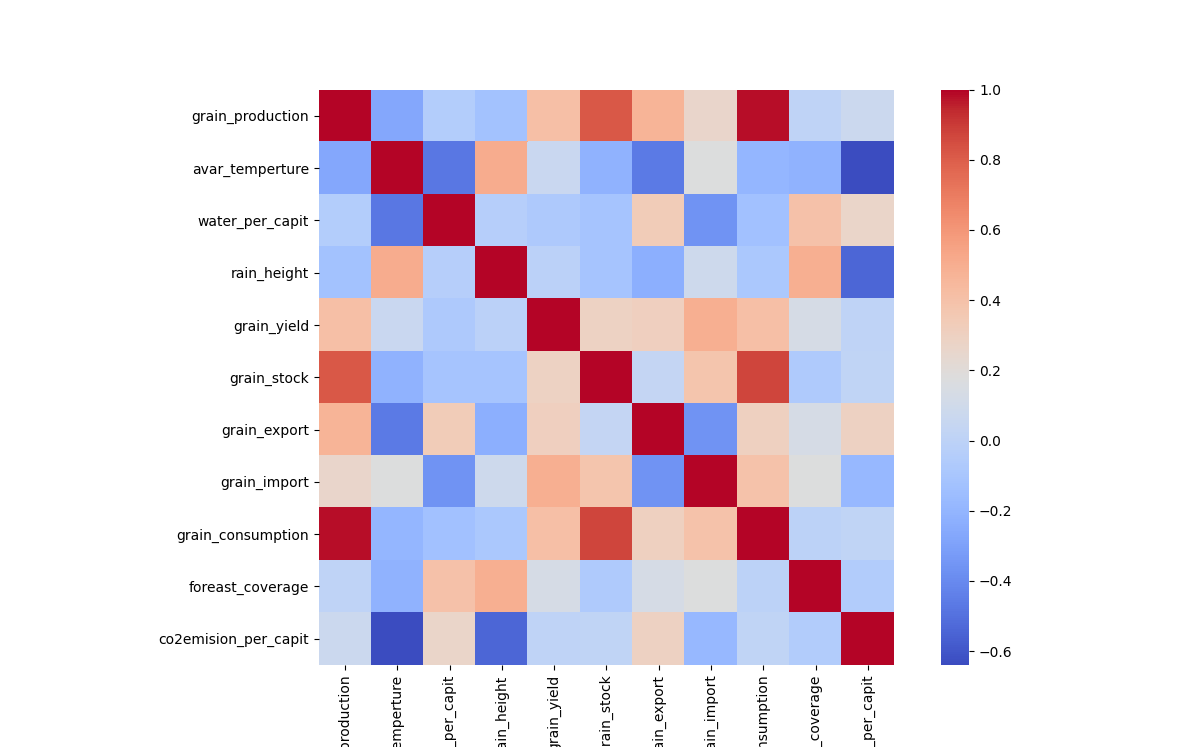 grain_production
avar_temperture
water_per_capit
rain_height
grain_yield
grain_stock
grain_export
grain_import
grain_consumption
foreast_coverage
co2emision_per_capit
1.0
0.8
0.6
0.4
0.2
0.0
−0.2
−0.4
−0.6
production
emperture
_per_capit
ain_height
grain_yield
rain_stock
ain_export
ain_import
nsumption
_coverage
_per_capit